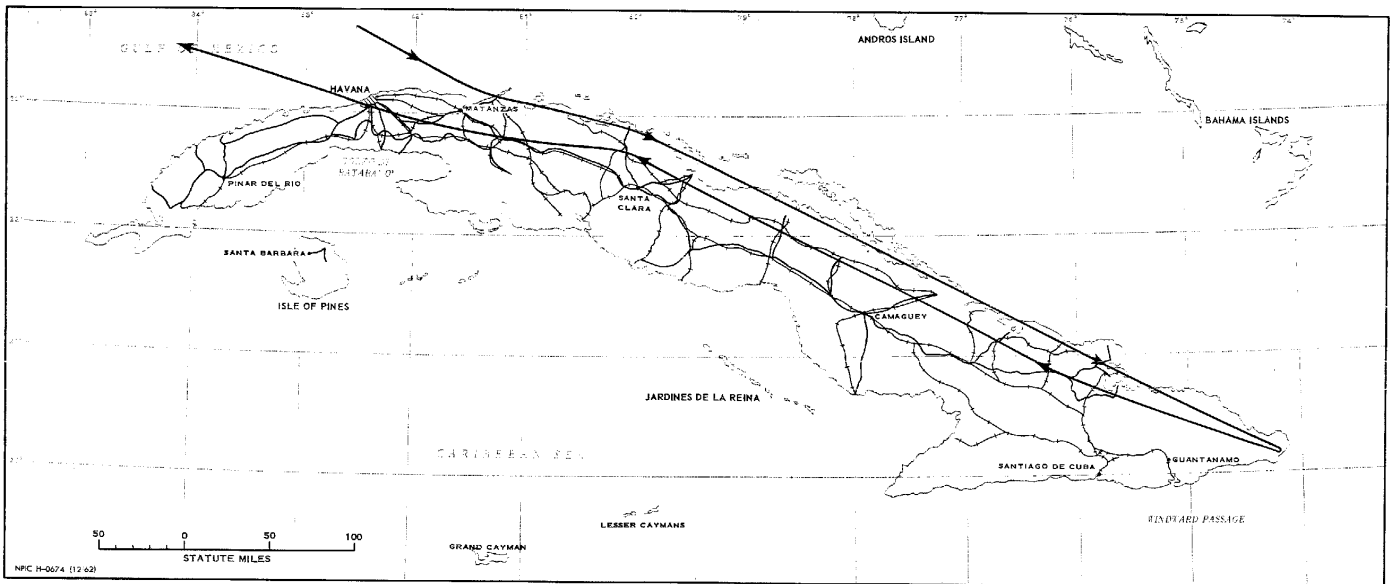 GULF OF MEXICO
ANDROS ISLAND
HAVANA
MATANZAS
BAHAMA ISLANDS
PINAR DEL RIO
SANTA
CLARA
SANTA BARBARA
ISLE OF PINES
CAMAGUEY
JARDINES DE LA REINA
CARIBBEAN SEA
SANTIAGO DE CUBA
GUANTANAMO
WINDWARD PASSAGE
LESSER CAYMANS
GRAND CAYMAN
50 0 50 100
STATUTE MILES
NPIC H-0674 (12-62)